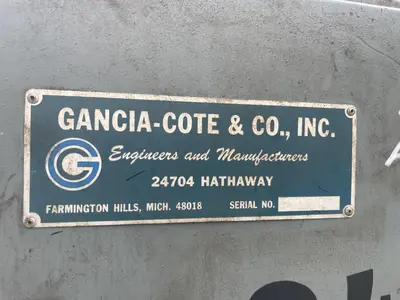 GANCIA-COTE & CO., INC.
Engineers and Manufacturers
24704 HATHAWAY
FARMINGTON HILLS, MICH. 48018 SERIAL NO.